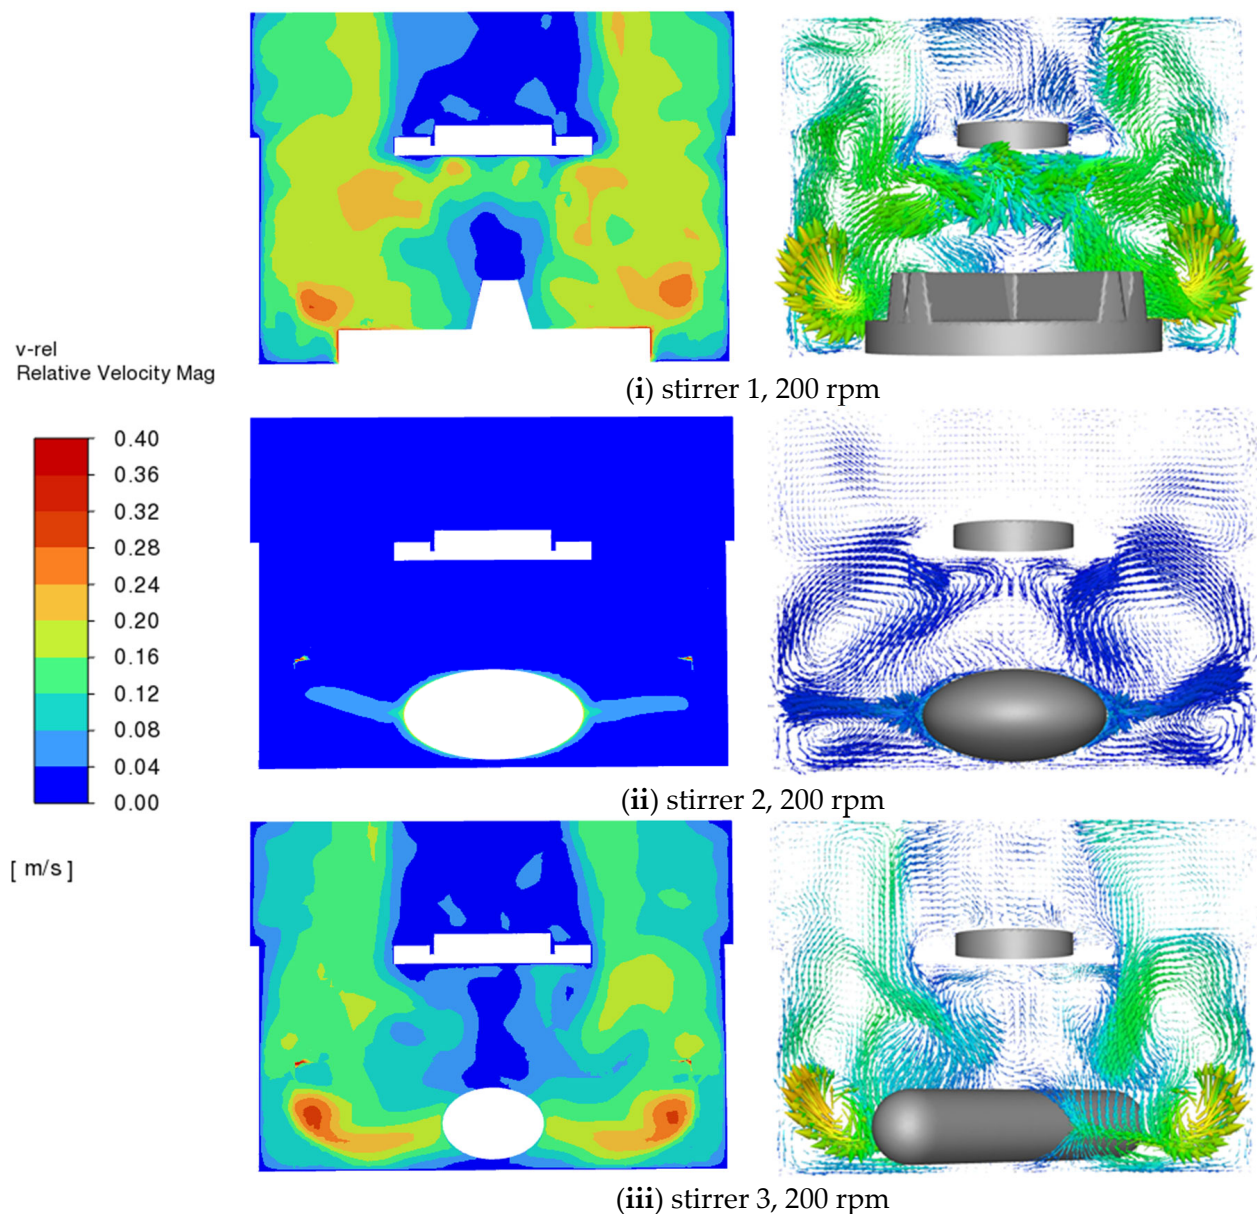 v-rel
Relative Velocity Mag
0.40
0.36
0.32
0.28
0.24
0.20
0.16
0.12
0.08
0.04
0.00
[ m/s ]
(i) stirrer 1, 200 rpm
(ii) stirrer 2, 200 rpm
(iii) stirrer 3, 200 rpm